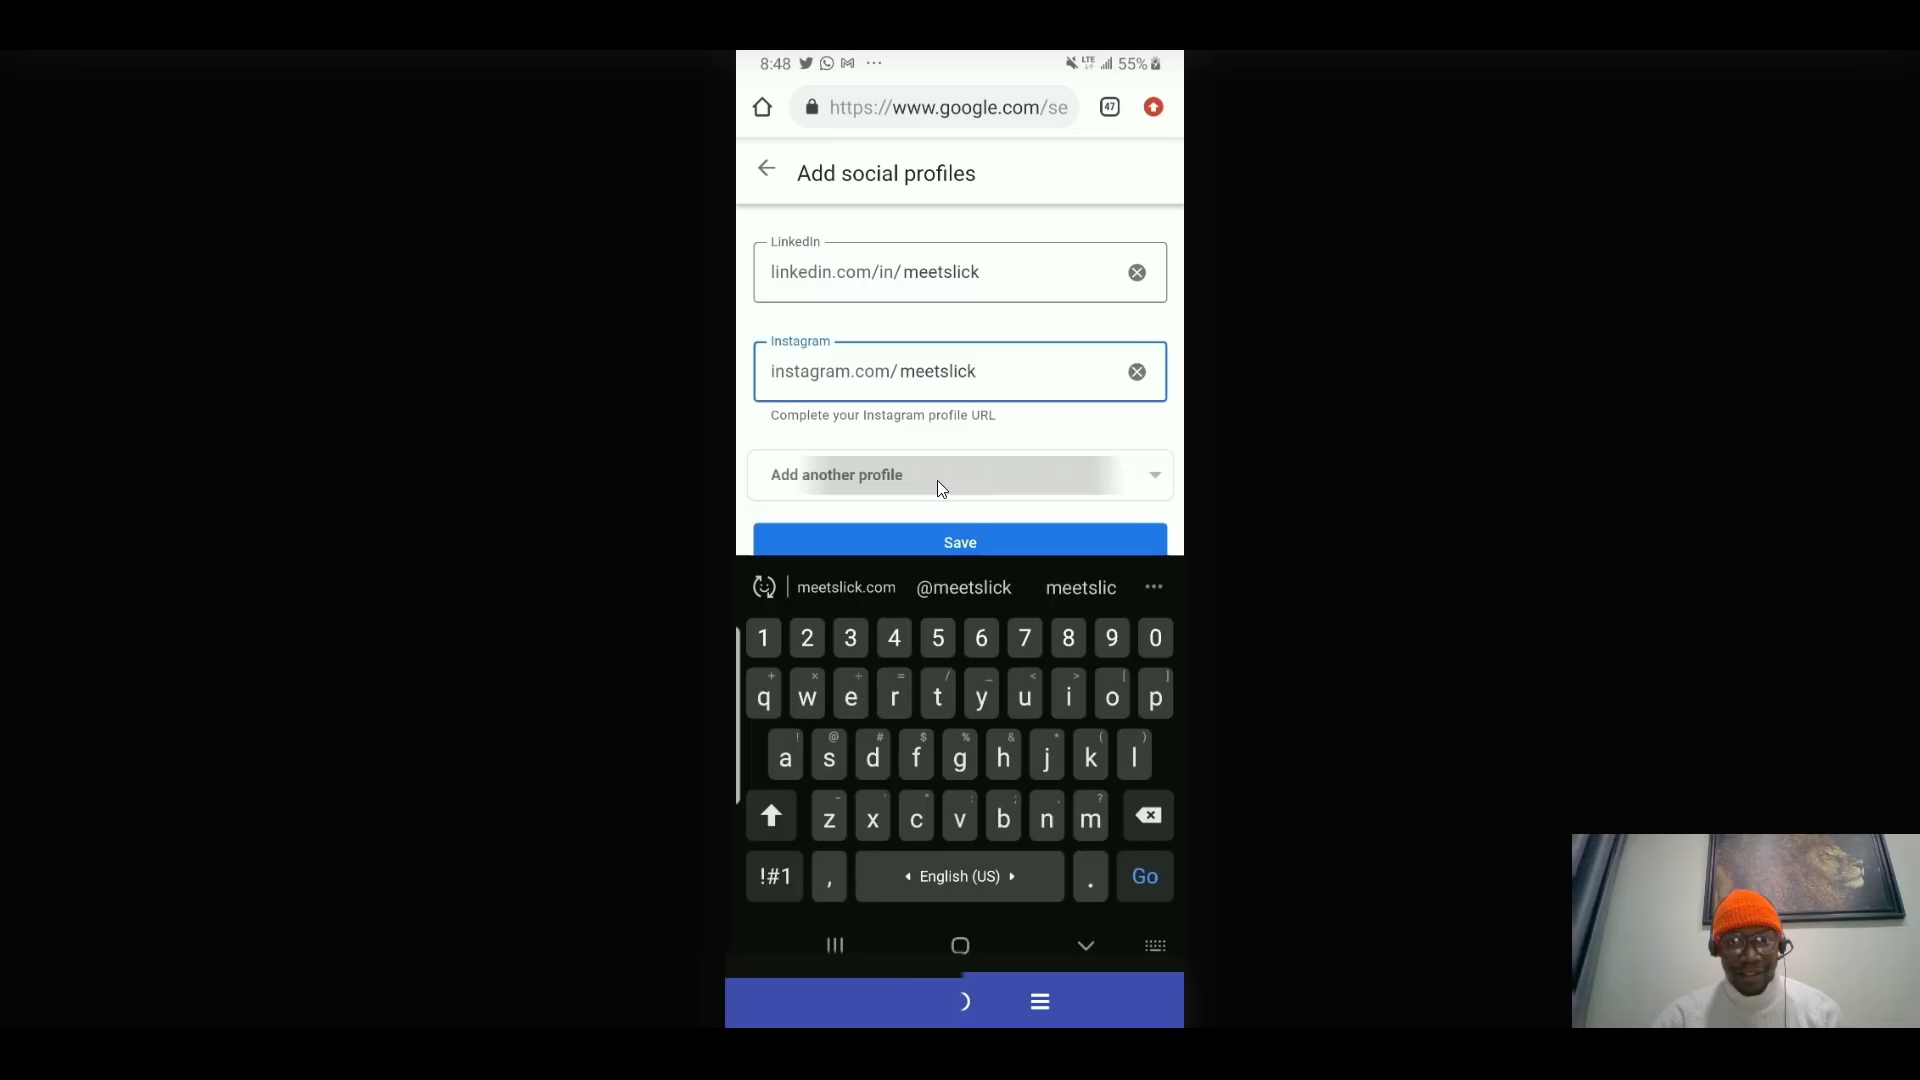 8:48 ... LTE 55%
https://www.google.com/se 47
Add social profiles
LinkedIn
linkedin.com/in/meetslick
Instagram
instagram.com/meetslick
Complete your Instagram profile URL
Add another profile
Save
meetslick.com @meetslick meetslic ...
1 2 3 4 5 6 7 8 9 0
+ × ÷ = / _ < > [ ]
q w e r t y u i o p
! @ # $ % & * ( )
a s d f g h j k l
- ' " : ; , ?
z x c v b n m
!#1 , English (US) . Go